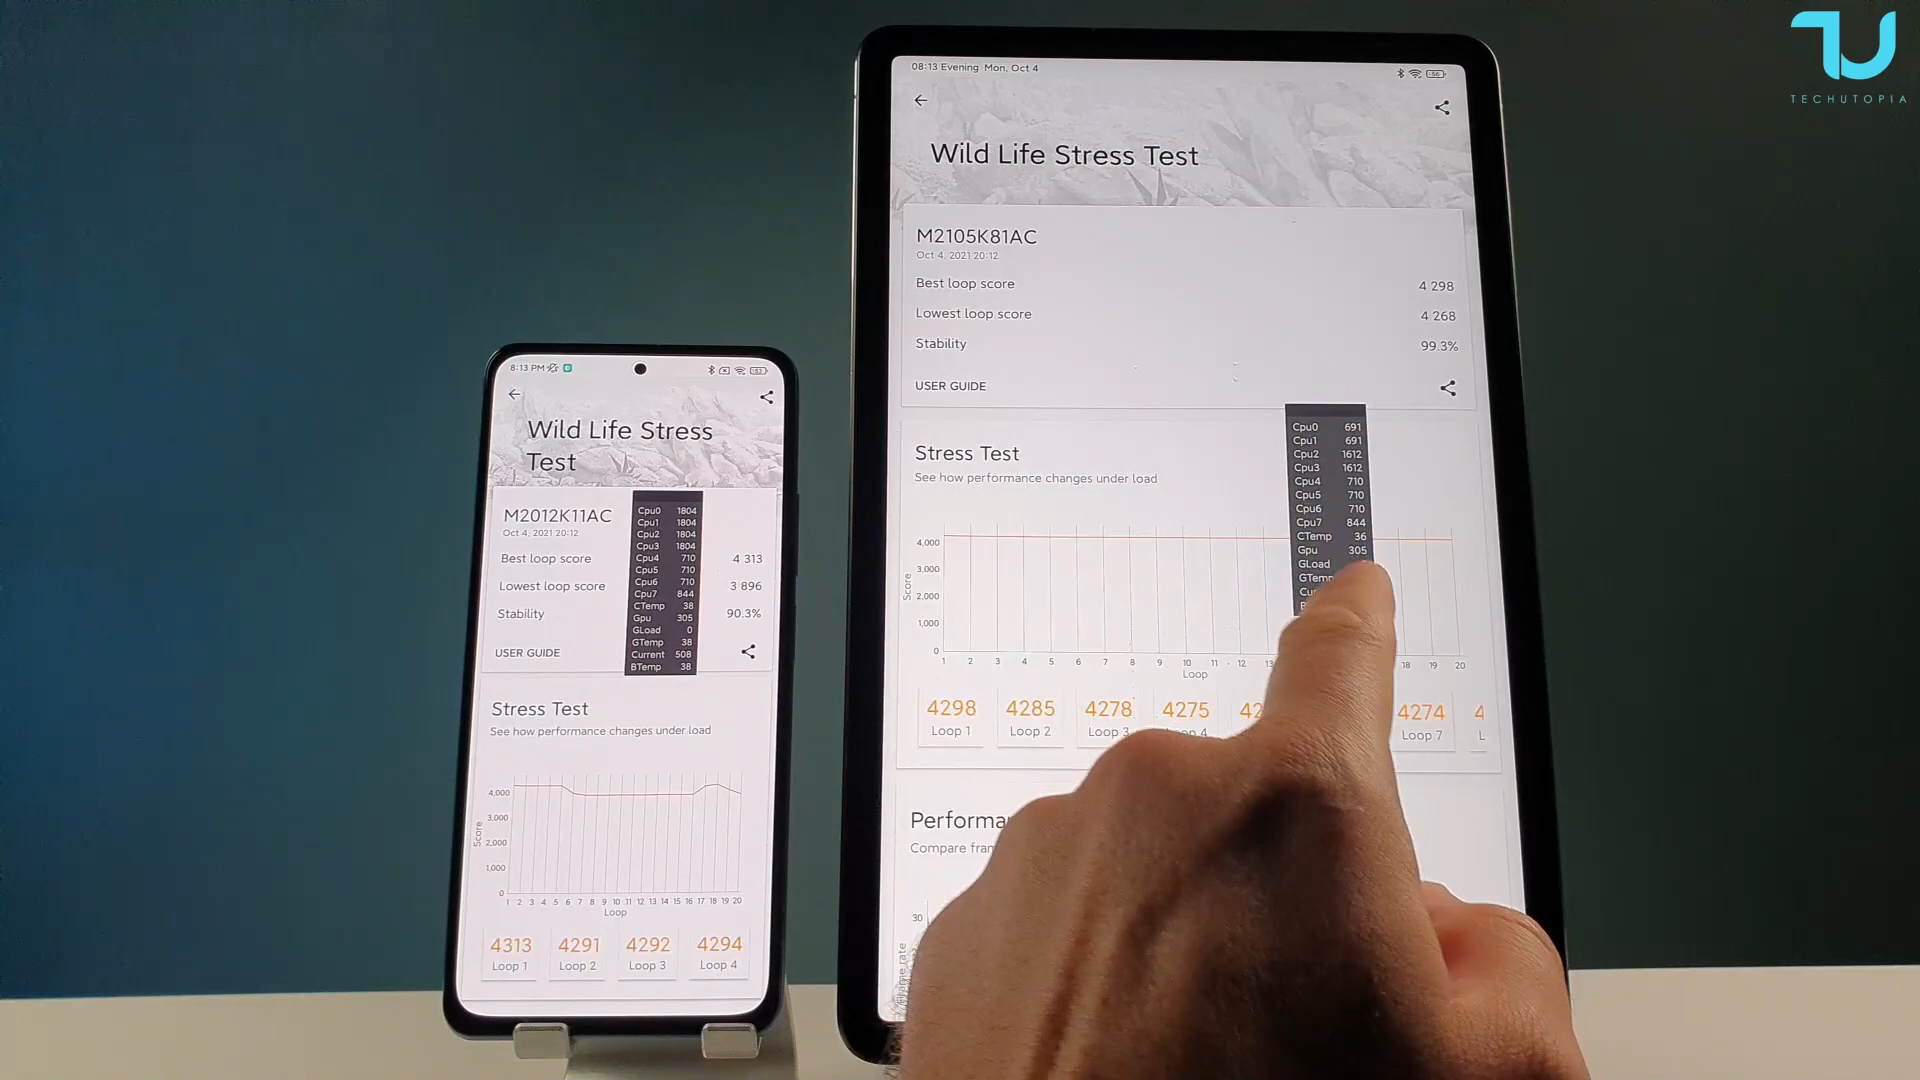 TECHUTOPIA
8:13 PM
Wild Life Stress
Test
M2012K11AC
Oct 4, 2021 20:12
Best loop score 4 313
Lowest loop score 3 896
Stability 90.3%
USER GUIDE
Cpu0 1804
Cpu1 1804
Cpu2 1804
Cpu3 1804
Cpu4 710
Cpu5 710
Cpu6 710
Cpu7 844
CTemp 38
Gpu 305
GLoad 0
GTemp 38
Current 508
BTemp 38
Stress Test
See how performance changes under load
Score
4,000
3,000
2,000
1,000
0
1 2 3 4 5 6 7 8 9 10 11 12 13 14 15 16 17 18 19 20
Loop
4313 4291 4292 4294
Loop 1 Loop 2 Loop 3 Loop 4
08:13 Evening Mon, Oct 4
56
Wild Life Stress Test
M2105K81AC
Oct 4, 2021 20:12
Best loop score 4 298
Lowest loop score 4 268
Stability 99.3%
USER GUIDE
Cpu0 691
Cpu1 691
Cpu2 1612
Cpu3 1612
Cpu4 710
Cpu5 710
Cpu6 710
Cpu7 844
CTemp 36
Gpu 305
GLoad
GTemp
Stress Test
See how performance changes under load
Score
4,000
3,000
2,000
1,000
0
1 2 3 4 5 6 7 8 9 10 11 12 18 19 20
Loop
4298 4285 4278 4275 4274
Loop 1 Loop 2 Loop 3 Loop 7
30
Frame rate